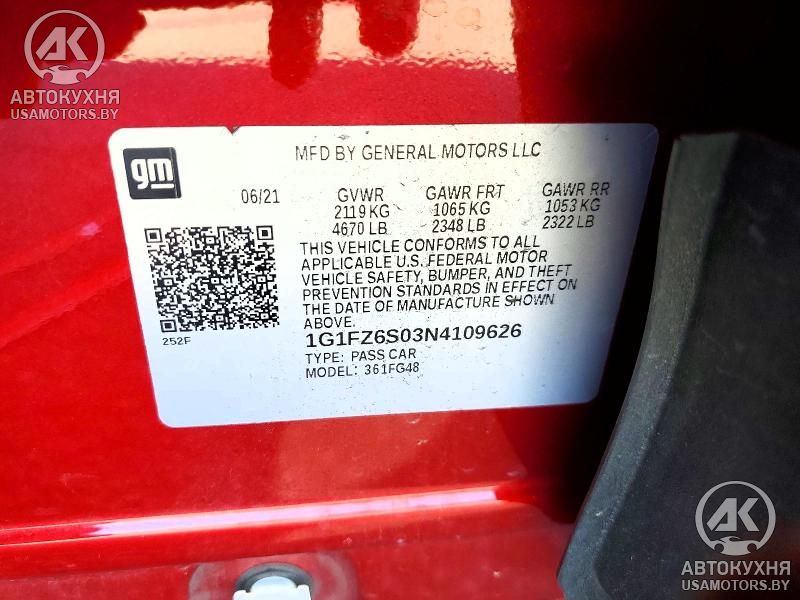 AK
АВТОКУХНЯ
USAMOTORS.BY
gm
MFD BY GENERAL MOTORS LLC
06/21 GVWR GAWR FRT GAWR RR
2119 KG 1065 KG 1053 KG
4670 LB 2348 LB 2322 LB
THIS VEHICLE CONFORMS TO ALL
APPLICABLE U.S. FEDERAL MOTOR
VEHICLE SAFETY, BUMPER, AND THEFT
PREVENTION STANDARDS IN EFFECT ON
THE DATE OF MANUFACTURE SHOWN
ABOVE.
252F
1G1FZ6S03N4109626
TYPE: PASS CAR
MODEL: 361FG48
AK
АВТОКУХНЯ
USAMOTORS.BY